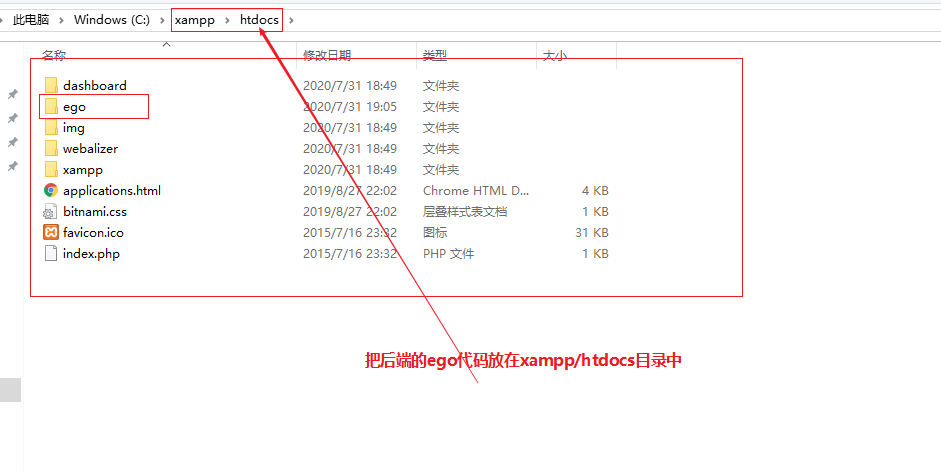 此电脑 > Windows (C:) > xampp > htdocs >
名称 修改日期 类型 大小
dashboard 2020/7/31 18:49 文件夹
ego 2020/7/31 19:05 文件夹
img 2020/7/31 18:49 文件夹
webalizer 2020/7/31 18:49 文件夹
xampp 2020/7/31 18:49 文件夹
applications.html 2019/8/27 22:02 Chrome HTML D... 4 KB
bitnami.css 2019/8/27 22:02 层叠样式表文档 1 KB
favicon.ico 2015/7/16 23:32 图标 31 KB
index.php 2015/7/16 23:32 PHP 文件 1 KB
把后端的ego代码放在xampp/htdocs目录中